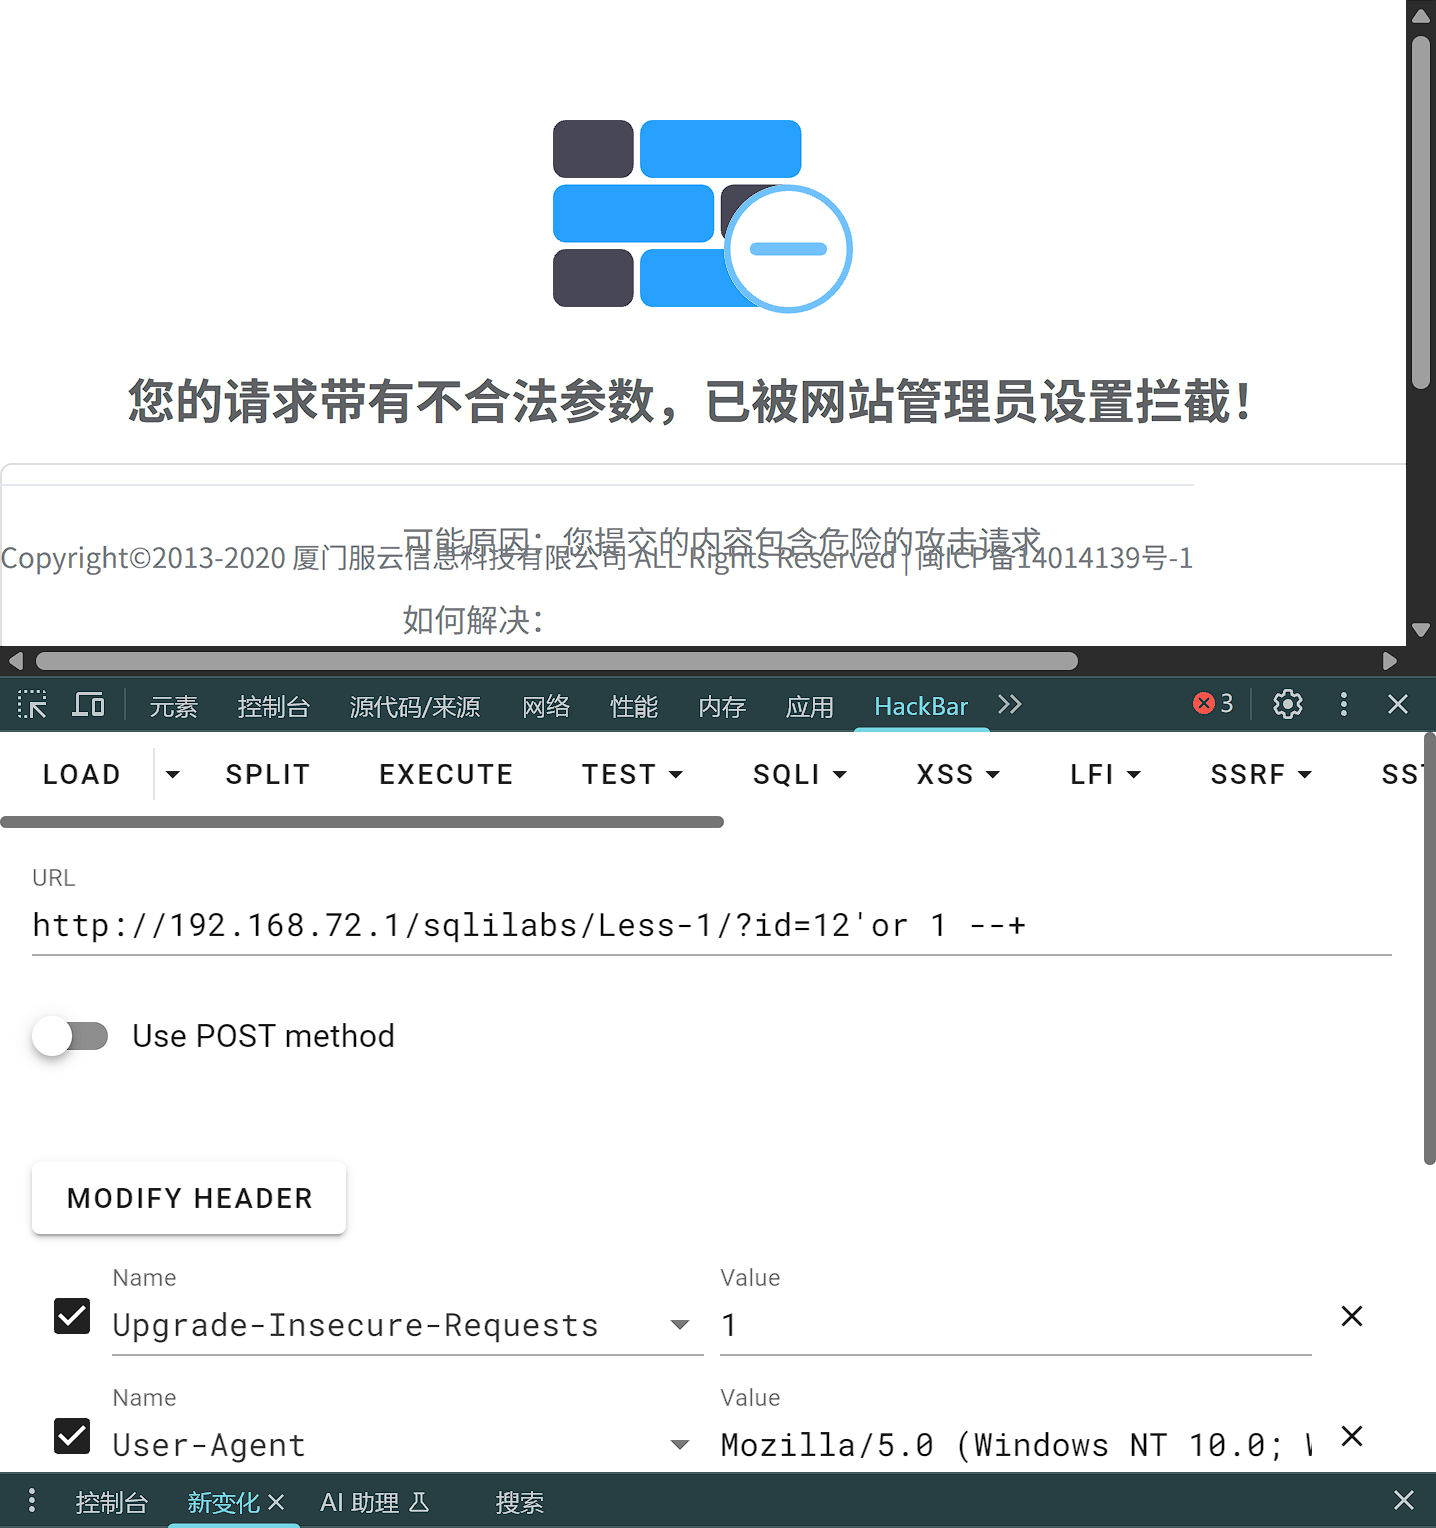 您的请求带有不合法参数，已被网站管理员设置拦截！
可能原因：您提交的内容包含危险的攻击请求
Copyright©2013-2020 厦门服云信息科技有限公司 ALL Rights Reserved | 闽ICP备14014139号-1
如何解决：
元素 控制台 源代码/来源 网络 性能 内存 应用 HackBar 3
LOAD SPLIT EXECUTE TEST SQLI XSS LFI SSRF SST
URL
http://192.168.72.1/sqlilabs/Less-1/?id=12'or 1 --+
Use POST method
MODIFY HEADER
Name Value
Upgrade-Insecure-Requests 1
Name Value
User-Agent Mozilla/5.0 (Windows NT 10.0; W
控制台 新变化 AI 助理 搜索